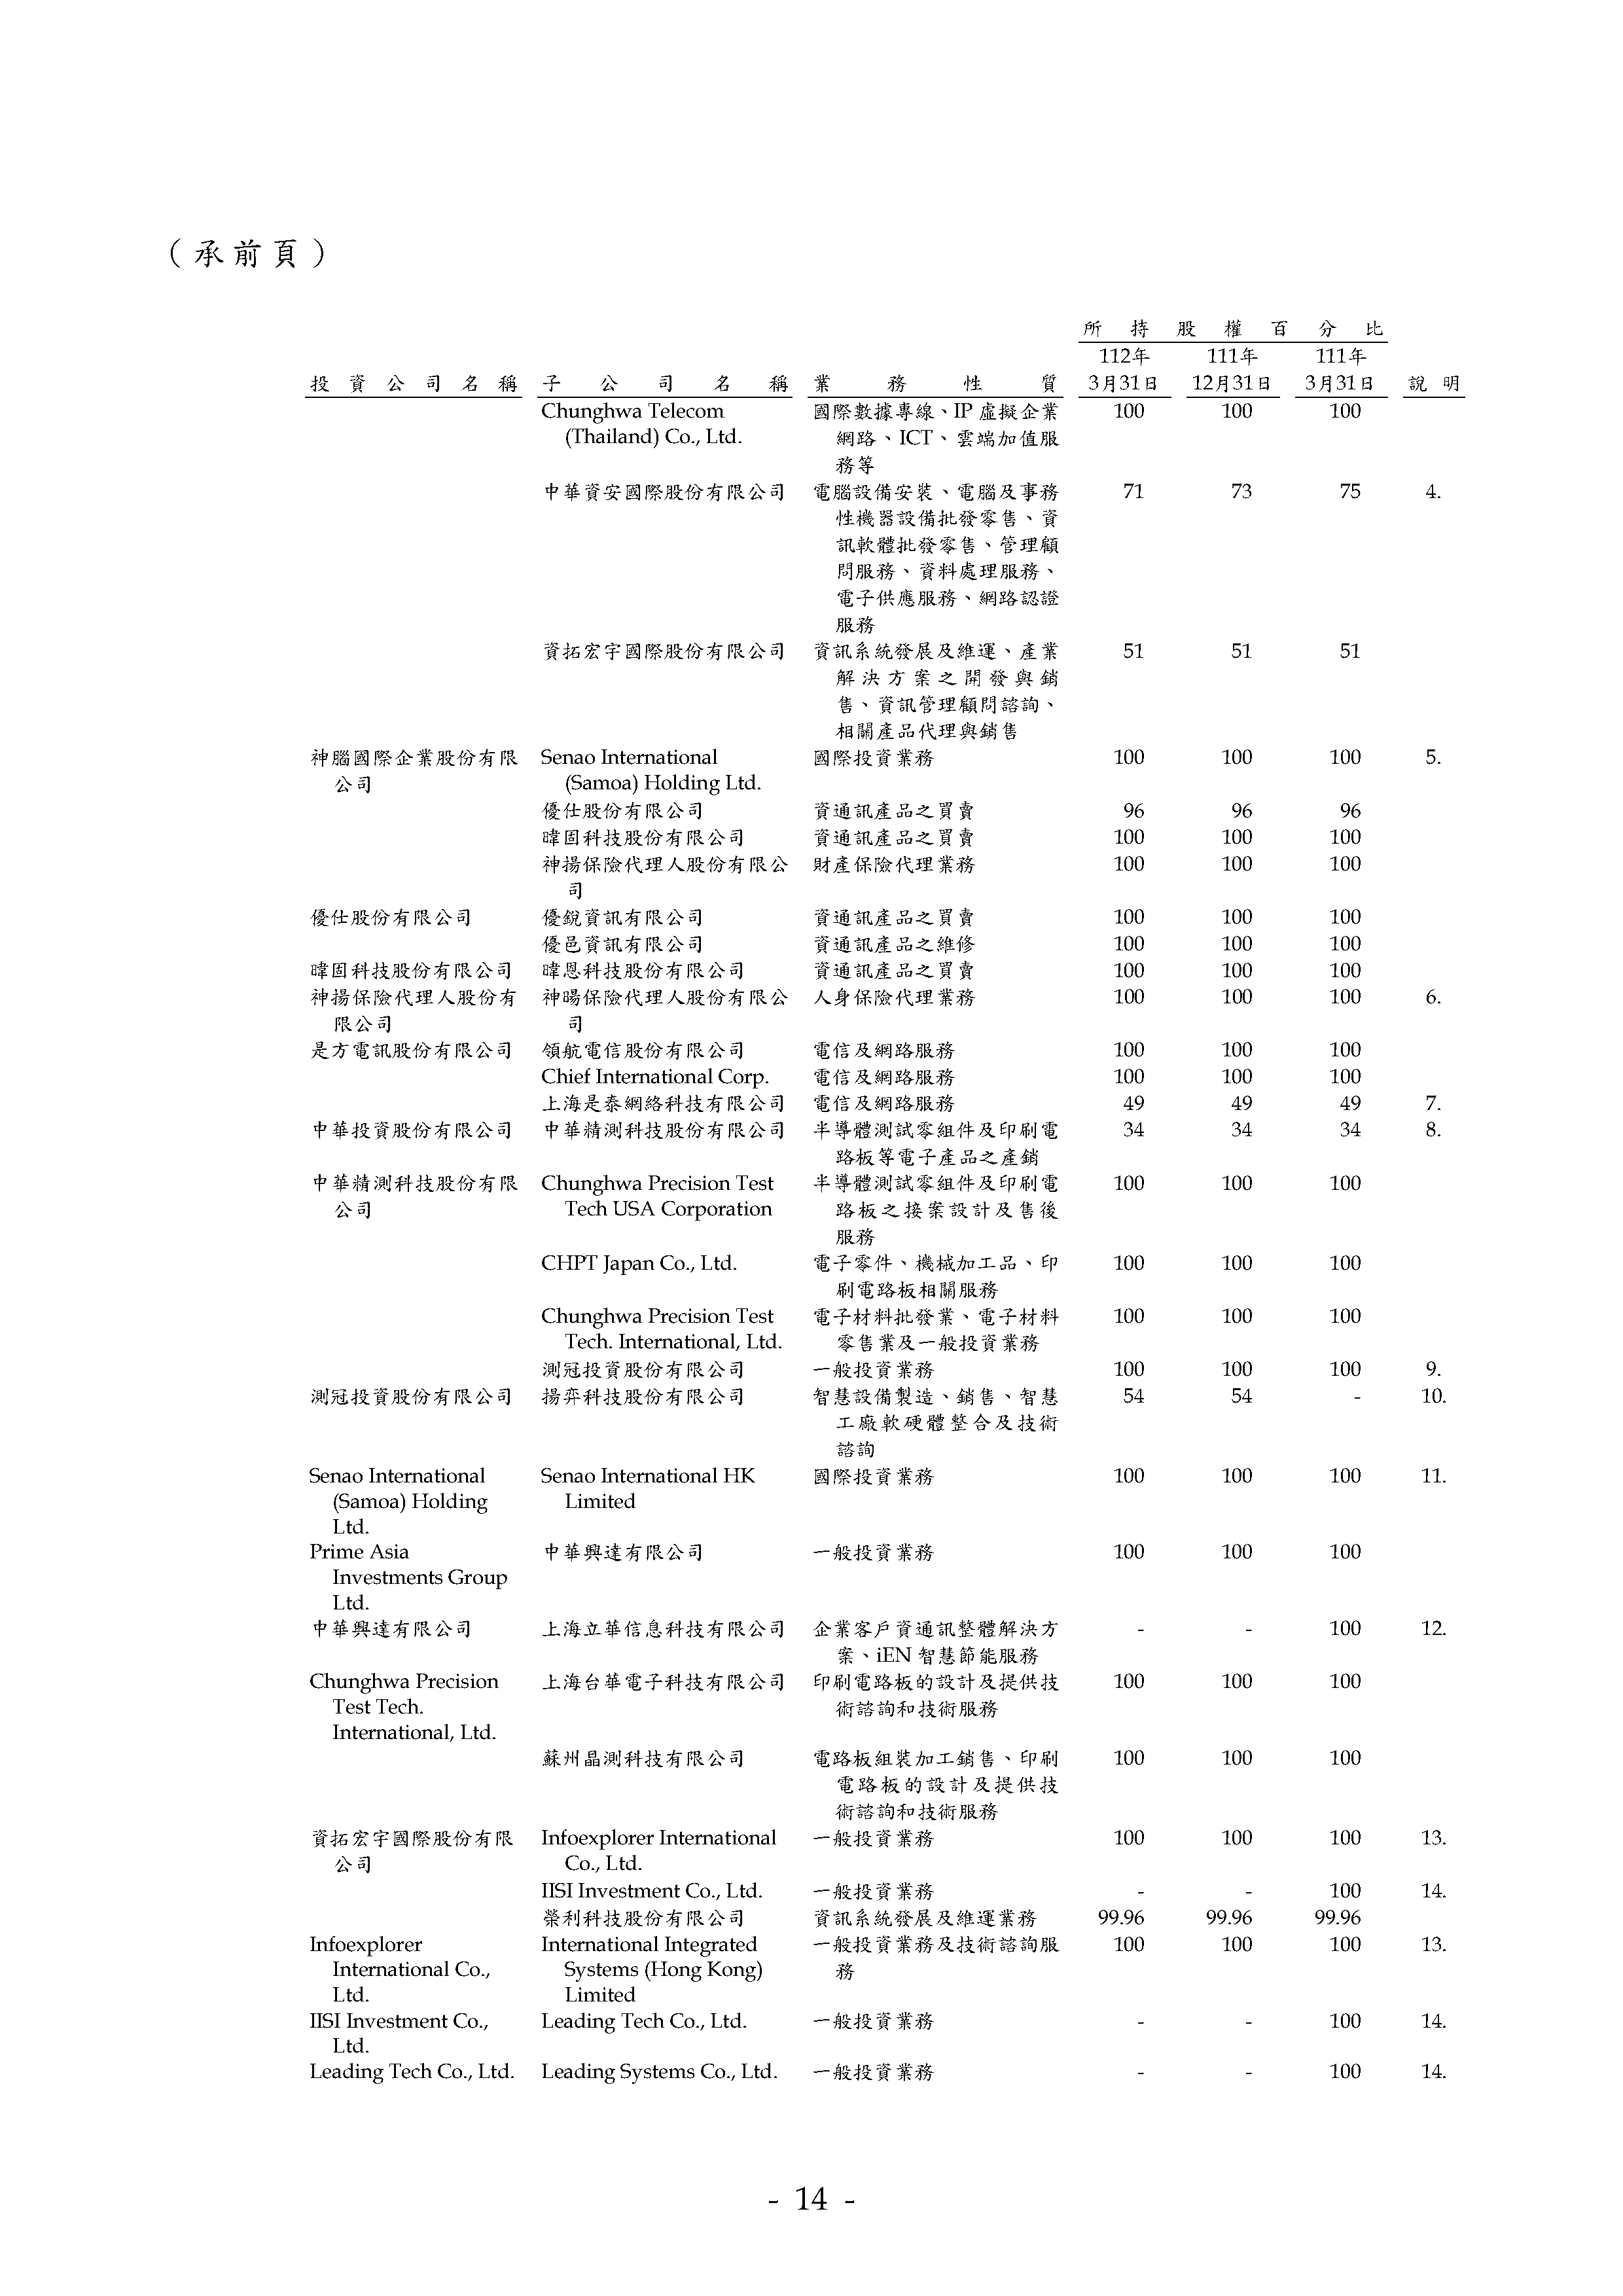 （承前頁）
所持股權百分比
112年 111年 111年
投資公司名稱 子公司名稱 業務性質 3月31日 12月31日 3月31日 說明
Chunghwa Telecom 國際數據專線、IP 虛擬企業 100 100 100
(Thailand) Co., Ltd. 網路、ICT、雲端加值服
務等
中華資安國際股份有限公司 電腦設備安裝、電腦及事務 71 73 75 4.
性機器設備批發零售、資
訊軟體批發零售、管理顧
問服務、資料處理服務、
電子供應服務、網路認證
服務
資拓宏宇國際股份有限公司 資訊系統發展及維運、產業 51 51 51
解決方案之開發與銷
售、資訊管理顧問諮詢、
相關產品代理與銷售
神腦國際企業股份有限 Senao International 國際投資業務 100 100 100 5.
公司 (Samoa) Holding Ltd.
優仕股份有限公司 資通訊產品之買賣 96 96 96
暐固科技股份有限公司 資通訊產品之買賣 100 100 100
神揚保險代理人股份有限公 財產保險代理業務 100 100 100
司
優仕股份有限公司 優銳資訊有限公司 資通訊產品之買賣 100 100 100
優邑資訊有限公司 資通訊產品之維修 100 100 100
暐固科技股份有限公司 暐恩科技股份有限公司 資通訊產品之買賣 100 100 100
神揚保險代理人股份有 神暘保險代理人股份有限公 人身保險代理業務 100 100 100 6.
限公司 司
是方電訊股份有限公司 領航電信股份有限公司 電信及網路服務 100 100 100
Chief International Corp. 電信及網路服務 100 100 100
上海是泰網絡科技有限公司 電信及網路服務 49 49 49 7.
中華投資股份有限公司 中華精測科技股份有限公司 半導體測試零組件及印刷電 34 34 34 8.
路板等電子產品之產銷
中華精測科技股份有限 Chunghwa Precision Test 半導體測試零組件及印刷電 100 100 100
公司 Tech USA Corporation 路板之接案設計及售後
服務
CHPT Japan Co., Ltd. 電子零件、機械加工品、印 100 100 100
刷電路板相關服務
Chunghwa Precision Test 電子材料批發業、電子材料 100 100 100
Tech. International, Ltd. 零售業及一般投資業務
測冠投資股份有限公司 一般投資業務 100 100 100 9.
測冠投資股份有限公司 揚弈科技股份有限公司 智慧設備製造、銷售、智慧 54 54 - 10.
工廠軟硬體整合及技術
諮詢
Senao International Senao International HK 國際投資業務 100 100 100 11.
(Samoa) Holding Limited
Ltd.
Prime Asia 中華興達有限公司 一般投資業務 100 100 100
Investments Group
Ltd.
中華興達有限公司 上海立華信息科技有限公司 企業客戶資通訊整體解決方 - - 100 12.
案、iEN 智慧節能服務
Chunghwa Precision 上海台華電子科技有限公司 印刷電路板的設計及提供技 100 100 100
Test Tech. 術諮詢和技術服務
International, Ltd.
蘇州晶測科技有限公司 電路板組裝加工銷售、印刷 100 100 100
電路板的設計及提供技
術諮詢和技術服務
資拓宏宇國際股份有限 Infoexplorer International 一般投資業務 100 100 100 13.
公司 Co., Ltd.
IISI Investment Co., Ltd. 一般投資業務 - - 100 14.
榮利科技股份有限公司 資訊系統發展及維運業務 99.96 99.96 99.96
Infoexplorer International Integrated 一般投資業務及技術諮詢服 100 100 100 13.
International Co., Systems (Hong Kong) 務
Ltd. Limited
IISI Investment Co., Leading Tech Co., Ltd. 一般投資業務 - - 100 14.
Ltd.
Leading Tech Co., Ltd. Leading Systems Co., Ltd. 一般投資業務 - - 100 14.
- 14 -